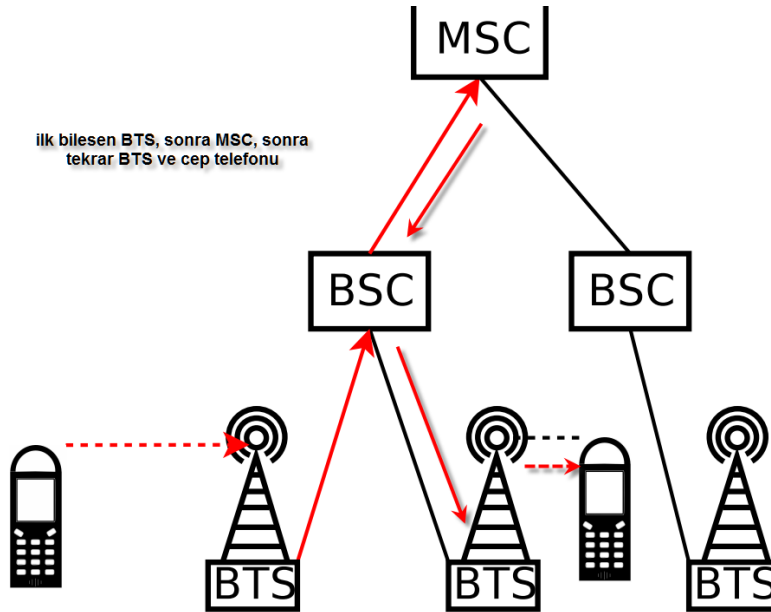 MSC
ilk bilesen BTS, sonra MSC, sonra
tekrar BTS ve cep telefonu
BSC
BSC
BTS
BTS
BTS